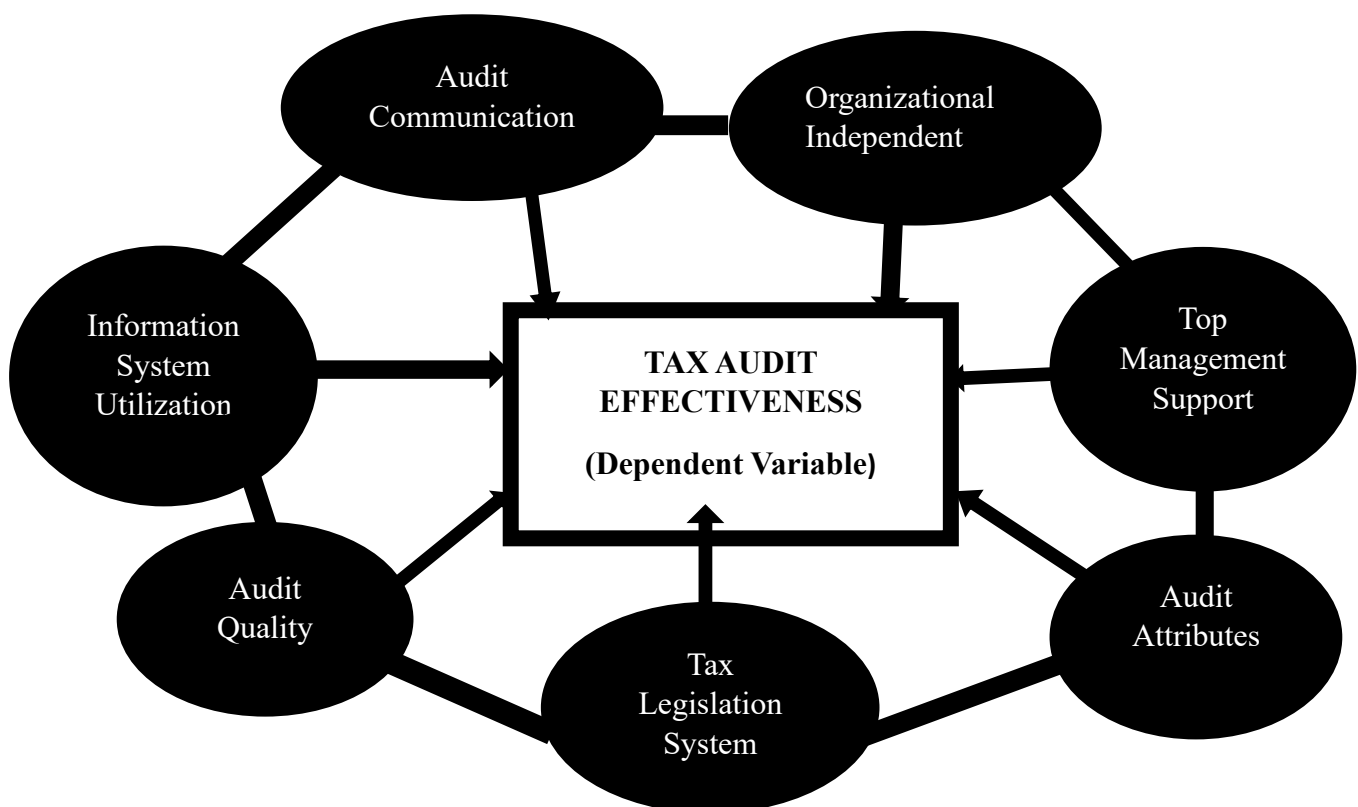 Audit
Communication
Organizational
Independent
Information
System
Utilization
TAX AUDIT
EFFECTIVENESS
(Dependent Variable)
Top
Management
Support
Audit
Quality
Tax
Legislation
System
Audit
Attributes